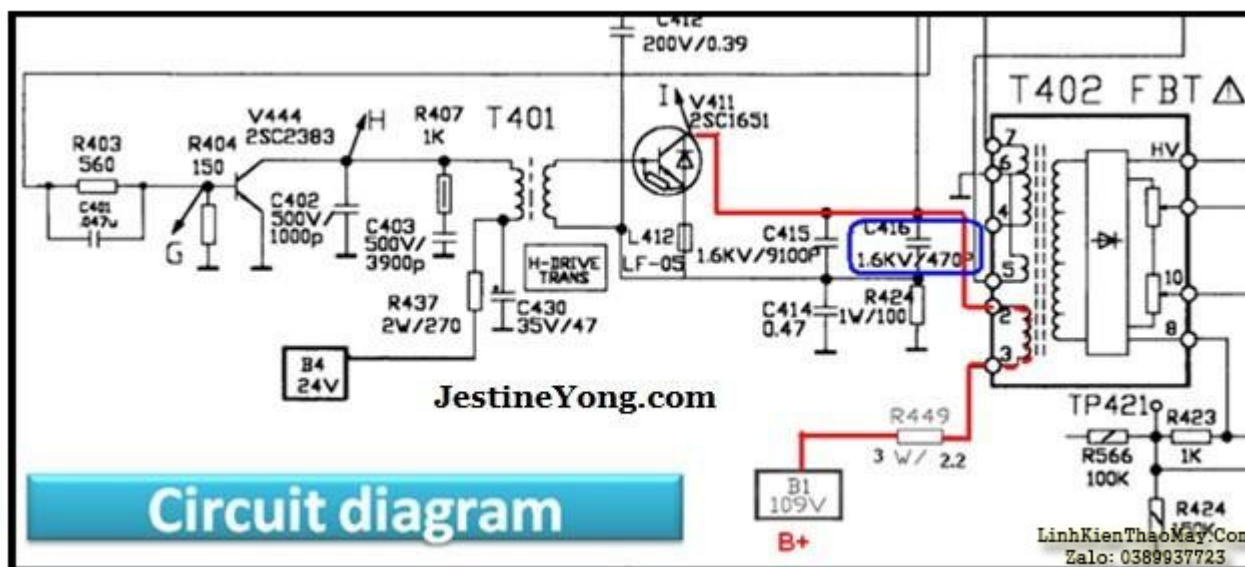 C412
200V/0.39
I
V411
2SC1651
T402 FBT
V444
2SC2383
H
R407
1K
T401
R403
560
R404
150
7
HV
6
C401
.047u
C402
500V/
1000p
C403
500V/
3900p
4
G
L412
LF-05
C415
1.6KV/9100P
C416
1.6KV/470P
5
H-DRIVE
TRANS
10
R437
2W/270
C430
35V/47
C414
0.47
R424
1W/100
2
8
3
B4
24V
JestineYong.com
TP421
R449
3 W/ 2.2
R423
1K
R566
100K
B1
109V
B+
R424
150K
Circuit diagram
LinhKienThaoMay.Com
Zalo: 0389937723